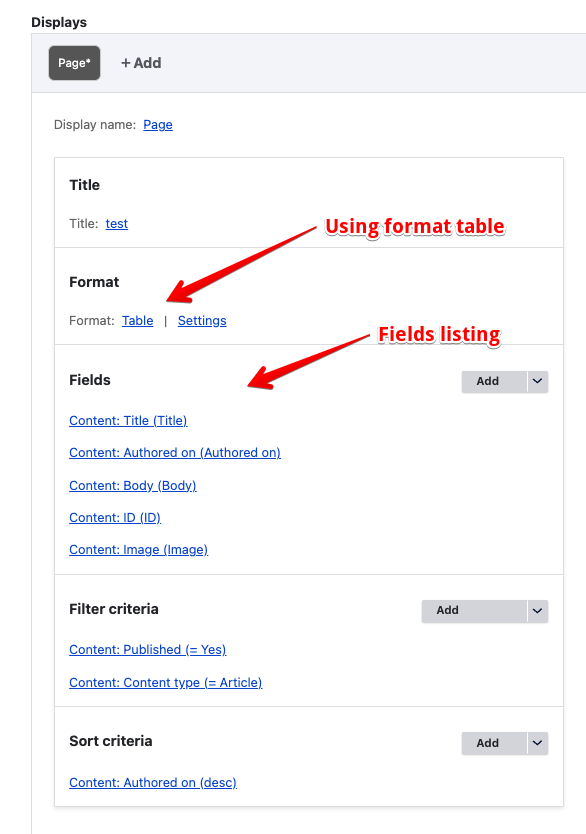 Displays
Page*
+ Add
Display name: Page
Title
Title: test
Using format table
Format
Format: Table | Settings
Fields listing
Fields
Add
Content: Title (Title)
Content: Authored on (Authored on)
Content: Body (Body)
Content: ID (ID)
Content: Image (Image)
Filter criteria
Add
Content: Published (= Yes)
Content: Content type (= Article)
Sort criteria
Add
Content: Authored on (desc)